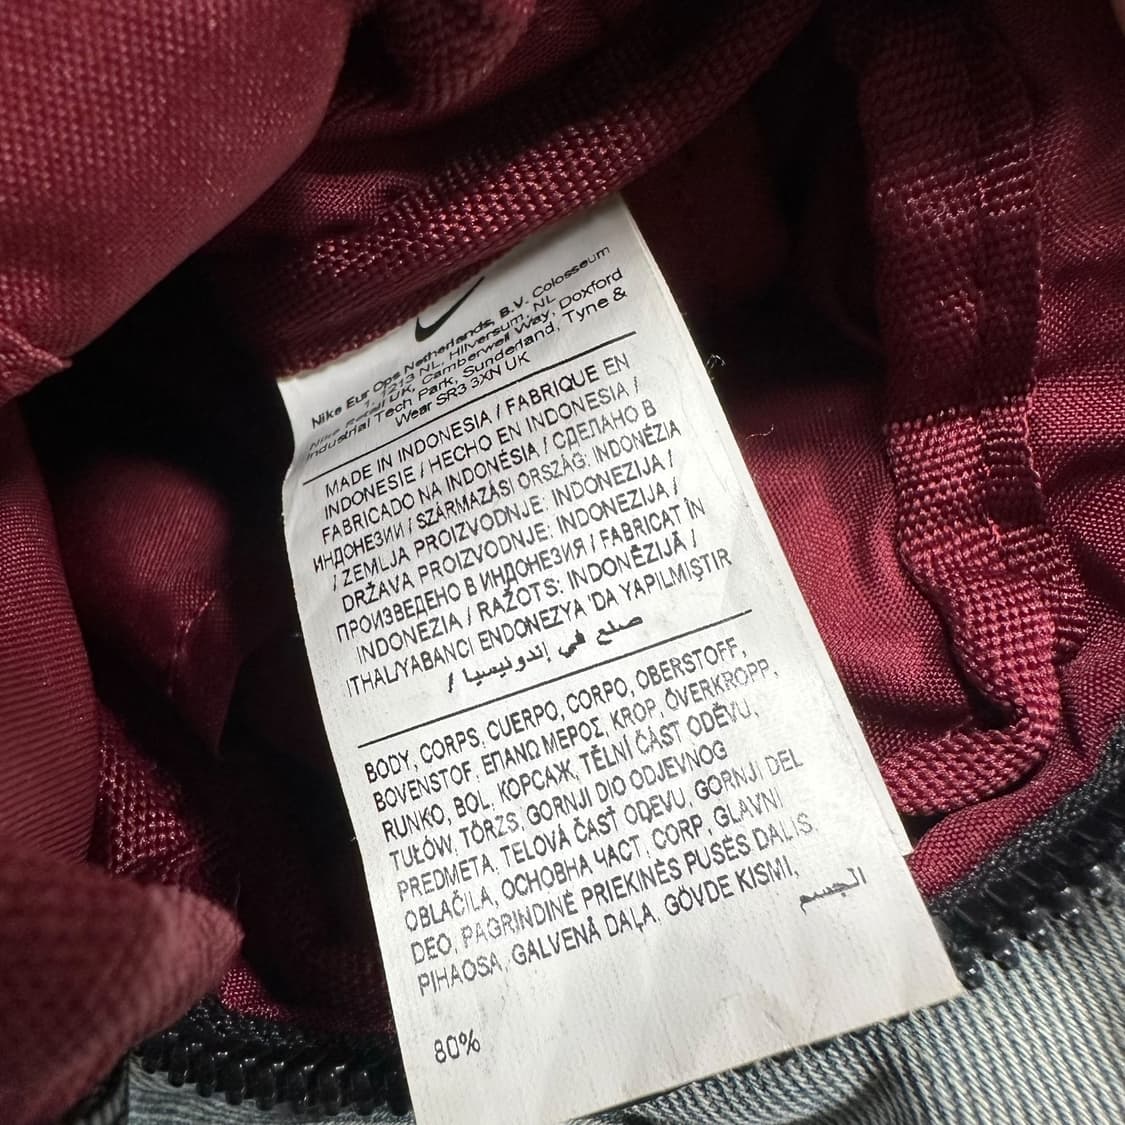 Nike Eur Ops Netherlands, B.V. Colosseum
1, 1213 NL, Hilversum, NL
Nike Retail UK, Camberwell Way, Doxford
Industrial Tech Park, Sunderland, Tyne &
Wear SR3 3XN UK
MADE IN INDONESIA / FABRIQUE EN
INDONESIE / HECHO EN INDONESIA /
FABRICADO NA INDONÉSIA / СДЕЛАНО В
ИНДОНЕЗИИ / SZÁRMAZÁSI ORSZÁG: INDONÉZIA
/ ZEMLJA PROIZVODNJE: INDONEZIJA /
DRŽAVA PROIZVODNJE: INDONEZIJA /
ПРОИЗВЕДЕНО В ИНДОНЕЗИЯ / FABRICAT ÎN
INDONEZIA / RAŽOTS: INDONĒZIJĀ /
ITHALIYABANCI ENDONEZYA'DA YAPILMIŞTIR
/ صنع في إندونيسيا
BODY, CORPS, CUERPO, CORPO, OBERSTOFF,
BOVENSTOF, ΕΠΑΝΩ ΜΕΡΟΣ, KROP, ÖVERKROPP,
RUNKO, BOL, КОРСАЖ, TĚLNÍ ČÁST ODĚVU,
TUŁÓW, TÖRZS, GORNJI DIO ODJEVNOG
PREDMETA, TELOVÁ ČASŤ ODEVU, GORNJI DEL
OBLAČILA, ОСНОВНА ЧАСТ, CORP, GLAVNI
DEO, PAGRINDINĖ PRIEKINĖS PUSĖS DALIS,
PIHAOSA, GALVENĀ DAĻA, GÖVDE KISMI,
الجسم
80%